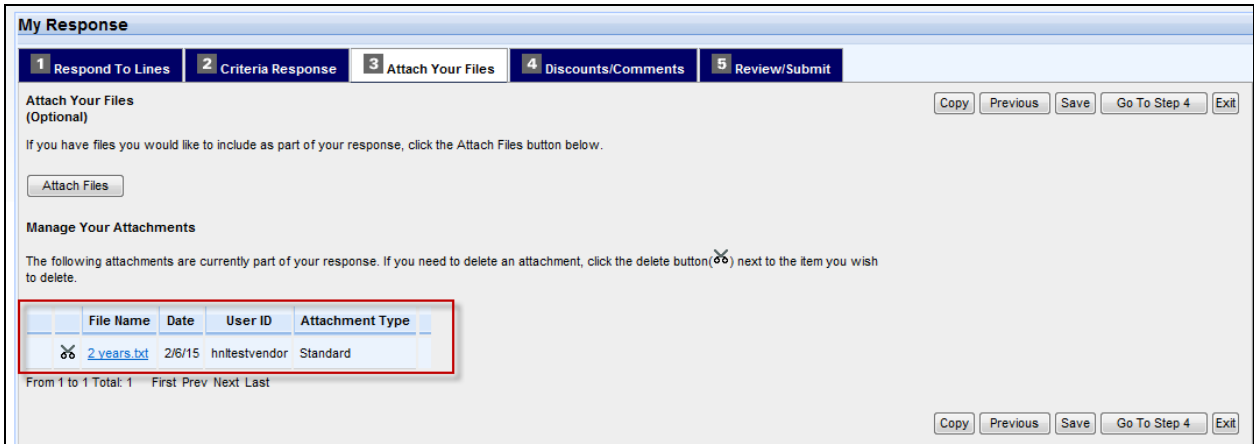 My Response
1 Respond To Lines 2 Criteria Response 3 Attach Your Files 4 Discounts/Comments 5 Review/Submit
Attach Your Files
(Optional)
Copy Previous Save Go To Step 4 Exit
If you have files you would like to include as part of your response, click the Attach Files button below.
Attach Files
Manage Your Attachments
The following attachments are currently part of your response. If you need to delete an attachment, click the delete button( ) next to the item you wish
to delete.
File Name Date User ID Attachment Type
2 years.txt 2/6/15 hnltestvendor Standard
From 1 to 1 Total: 1 First Prev Next Last
Copy Previous Save Go To Step 4 Exit